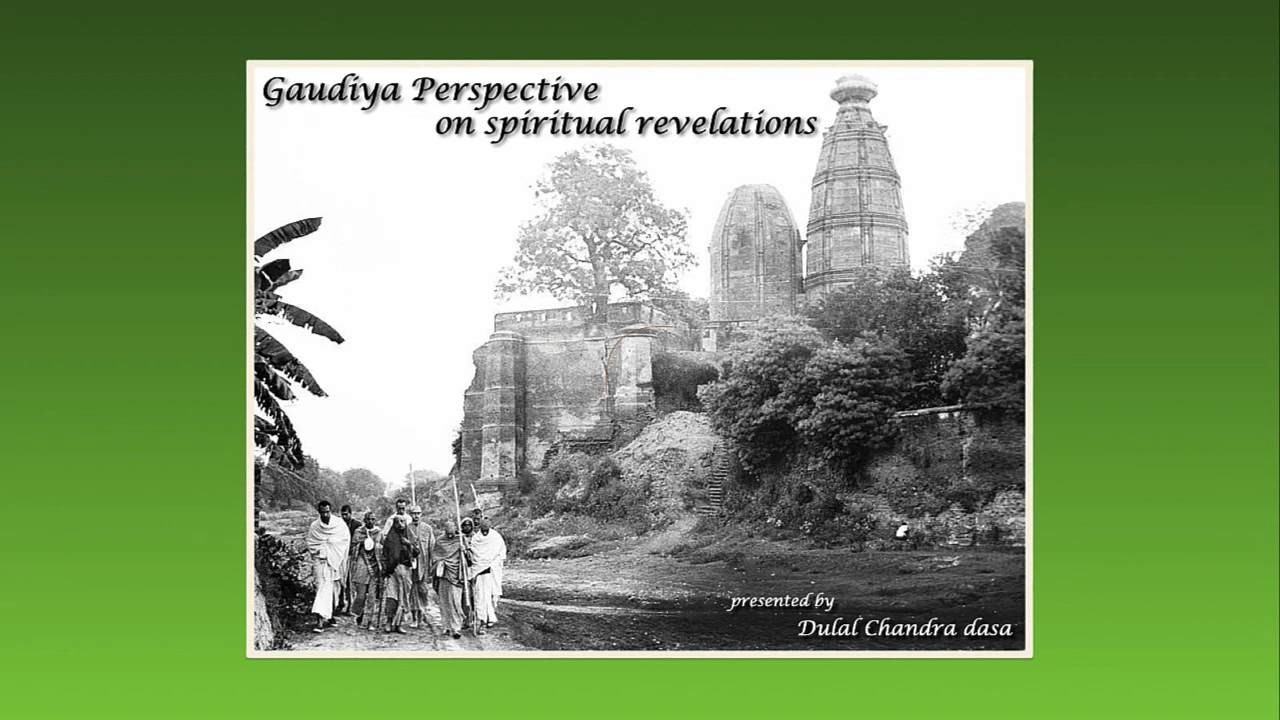 Gaudiya Perspective
on spiritual revelations
presented by
Dulal Chandra dasa